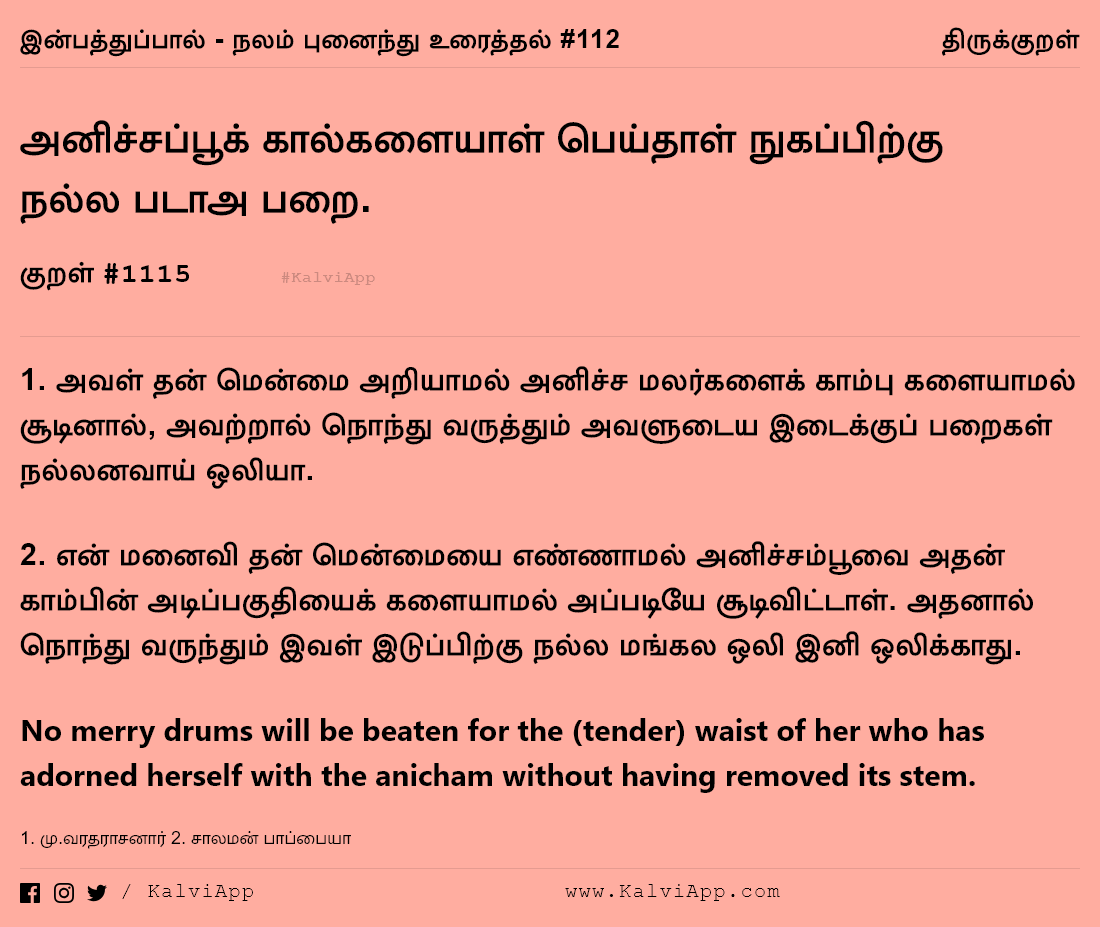 இன்பத்துப்பால் - நலம் புனைந்து உரைத்தல் #112 திருக்குறள்
அனிச்சப்பூக் கால்களையாள் பெய்தாள் நுகப்பிற்கு
நல்ல படாஅ பறை.
குறள் #1115 #KalviApp
1. அவள் தன் மென்மை அறியாமல் அனிச்ச மலர்களைக் காம்பு களையாமல்
சூடினால், அவற்றால் நொந்து வருத்தும் அவளுடைய இடைக்குப் பறைகள்
நல்லனவாய் ஒலியா.
2. என் மனைவி தன் மென்மையை எண்ணாமல் அனிச்சம்பூவை அதன்
காம்பின் அடிப்பகுதியைக் களையாமல் அப்படியே சூடிவிட்டாள். அதனால்
நொந்து வருந்தும் இவள் இடுப்பிற்கு நல்ல மங்கல ஒலி இனி ஒலிக்காது.
No merry drums will be beaten for the (tender) waist of her who has
adorned herself with the anicham without having removed its stem.
1. மு.வரதராசனார் 2. சாலமன் பாப்பையா
/ KalviApp www.KalviApp.com